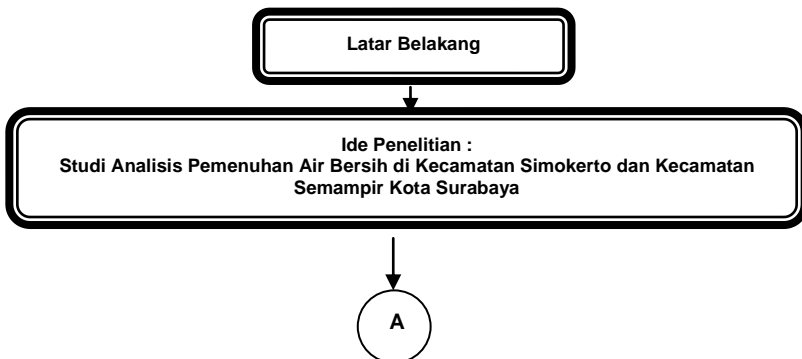 Latar Belakang
Ide Penelitian :
Studi Analisis Pemenuhan Air Bersih di Kecamatan Simokerto dan Kecamatan
Semampir Kota Surabaya
A